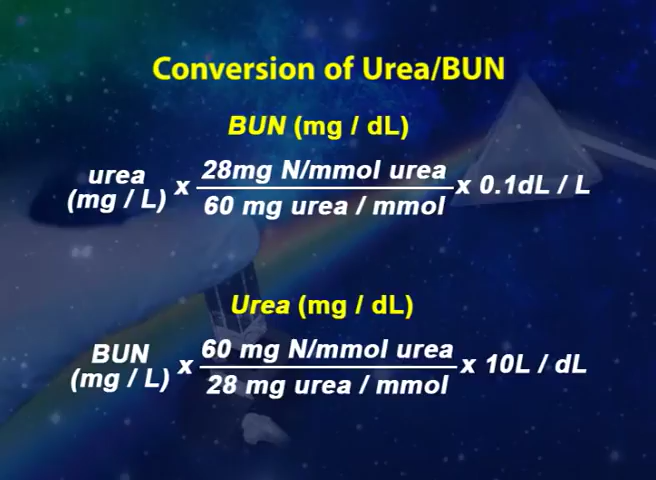 Conversion of Urea/BUN
BUN (mg / dL)
urea (mg / L) x 28mg N/mmol urea / 60 mg urea / mmol x 0.1dL / L
Urea (mg / dL)
BUN (mg / L) x 60 mg N/mmol urea / 28 mg urea / mmol x 10L / dL